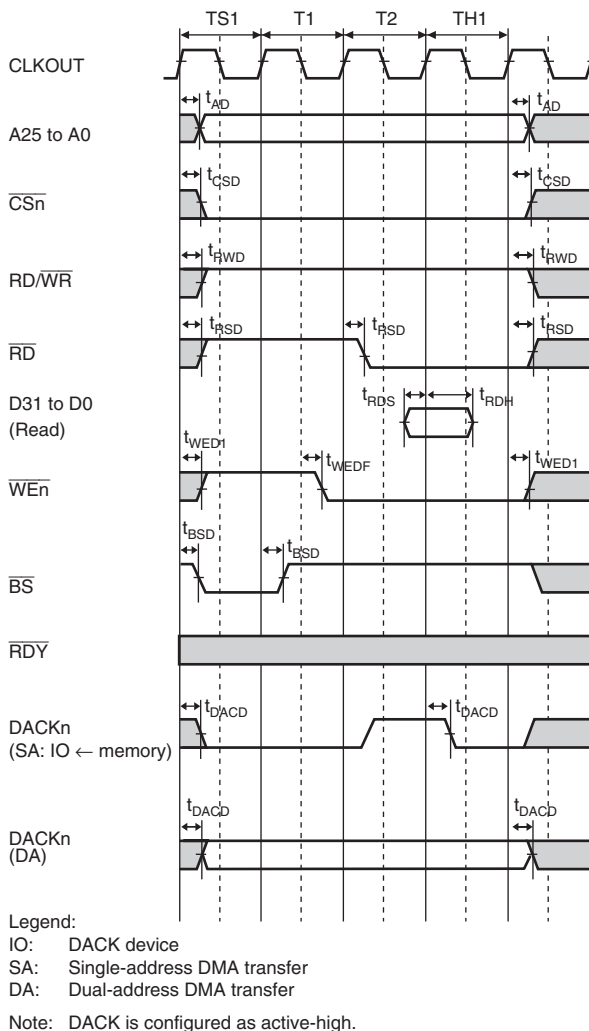 TS1 T1 T2 TH1
CLKOUT
tAD tAD
A25 to A0
tCSD tCSD
CSn
tRWD tRWD
RD/WR
tRSD tRSD tRSD
RD
D31 to D0
(Read)
tRDS tRDH
tWED1 tWEDF tWED1
WEn
tBSD tBSD
BS
RDY
tDACD tDACD
DACKn
(SA: IO ← memory)
tDACD tDACD
DACKn
(DA)
Legend:
IO: DACK device
SA: Single-address DMA transfer
DA: Dual-address DMA transfer
Note: DACK is configured as active-high.